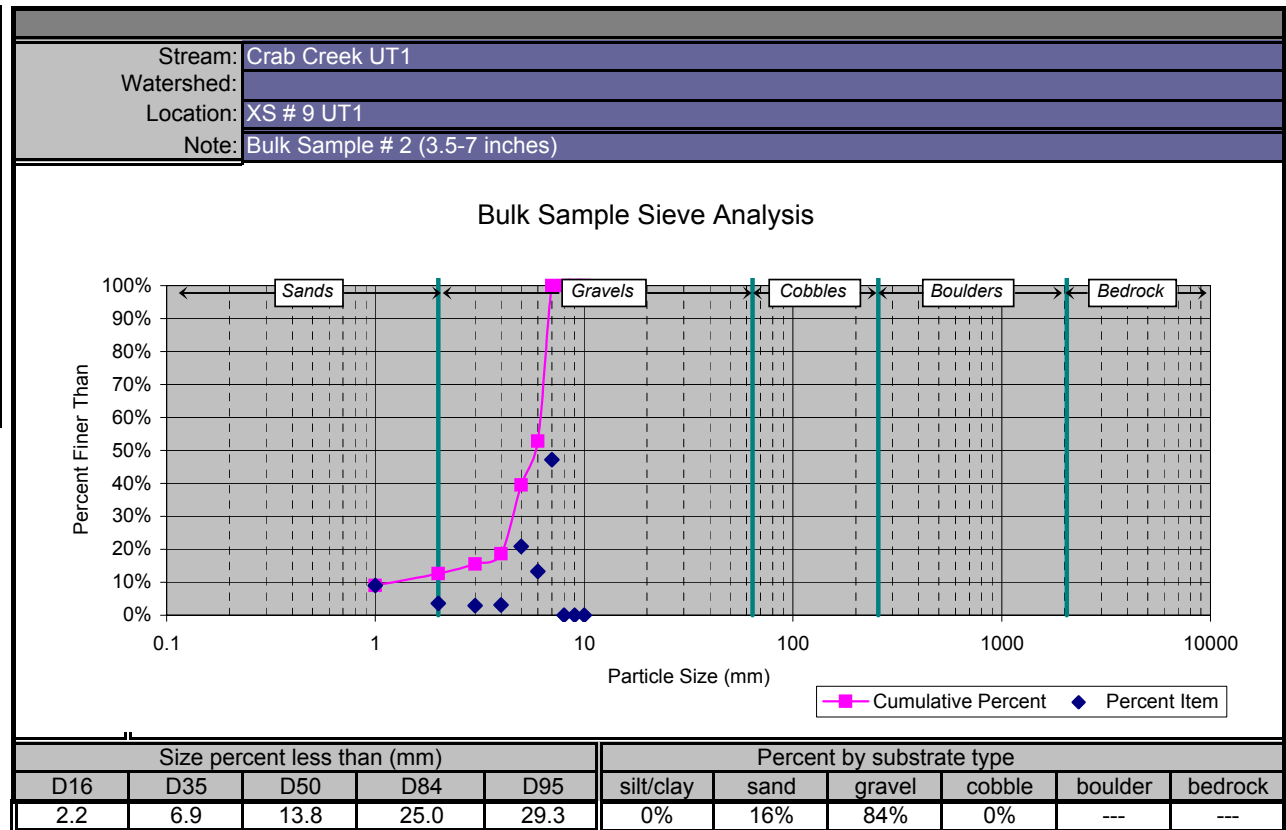 Stream: Crab Creek UT1
Watershed:
Location: XS # 9 UT1
Note: Bulk Sample # 2 (3.5-7 inches)
Bulk Sample Sieve Analysis
100%
90%
80%
70%
60%
50%
40%
30%
20%
10%
0%
Percent Finer Than
Sands
Gravels
Cobbles
Boulders
Bedrock
0.1 1 10 100 1000 10000
Particle Size (mm)
Cumulative Percent Percent Item
Size percent less than (mm) Percent by substrate type
D16 D35 D50 D84 D95 silt/clay sand gravel cobble boulder bedrock
2.2 6.9 13.8 25.0 29.3 0% 16% 84% 0% --- ---